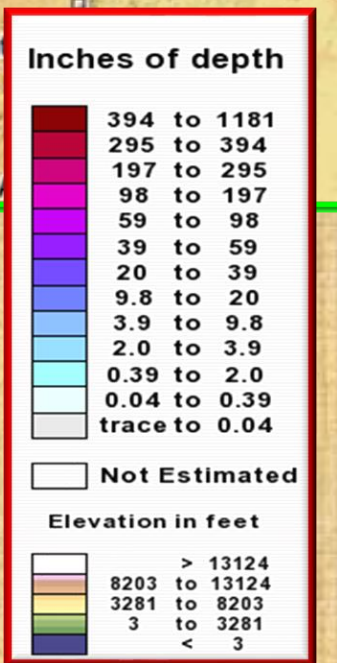 Inches of depth
394 to 1181
295 to 394
197 to 295
98 to 197
59 to 98
39 to 59
20 to 39
9.8 to 20
3.9 to 9.8
2.0 to 3.9
0.39 to 2.0
0.04 to 0.39
trace to 0.04
Not Estimated
Elevation in feet
> 13124
8203 to 13124
3281 to 8203
3 to 3281
< 3